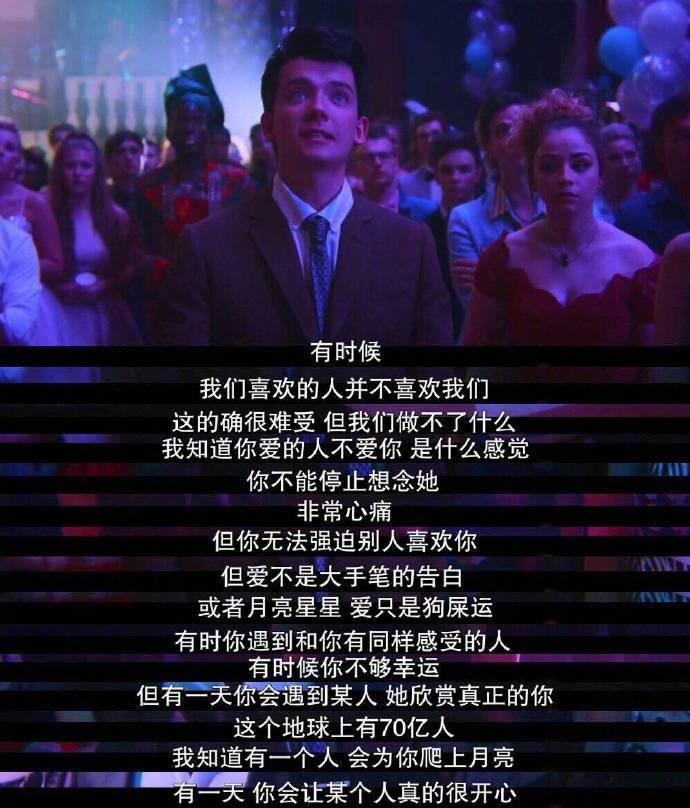 有时候
我们喜欢的人并不喜欢我们
这的确很难受 但我们做不了什么
我知道你爱的人不爱你 是什么感觉
你不能停止想念她
非常心痛
但你无法强迫别人喜欢你
但爱不是大手笔的告白
或者月亮星星 爱只是狗屎运
有时你遇到和你有同样感受的人
有时候你不够幸运
但有一天你会遇到某人 她欣赏真正的你
这个地球上有70亿人
我知道有一个人 会为你爬上月亮
有一天 你会让某个人真的很开心